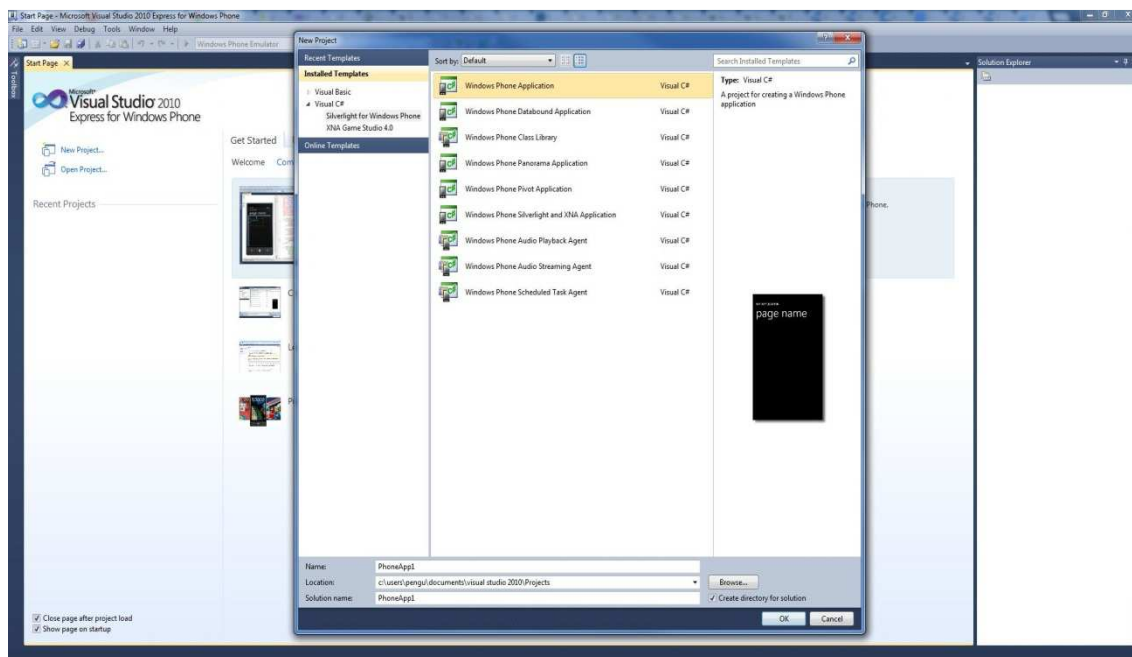 Start Page - Microsoft Visual Studio 2010 Express for Windows Phone
File Edit View Debug Tools Window Help
Windows Phone Emulator
Toolbox
Start Page
Microsoft
Visual Studio 2010
Express for Windows Phone
New Project...
Open Project...
Recent Projects
Get Started
Welcome Com
Phone.
Close page after project load
Show page on startup
New Project
Recent Templates
Installed Templates
Visual Basic
Visual C#
Silverlight for Windows Phone
XNA Game Studio 4.0
Online Templates
Sort by: Default
Search Installed Templates
Windows Phone Application Visual C#
Windows Phone Databound Application Visual C#
Windows Phone Class Library Visual C#
Windows Phone Panorama Application Visual C#
Windows Phone Pivot Application Visual C#
Windows Phone Silverlight and XNA Application Visual C#
Windows Phone Audio Playback Agent Visual C#
Windows Phone Audio Streaming Agent Visual C#
Windows Phone Scheduled Task Agent Visual C#
Type: Visual C#
A project for creating a Windows Phone
application
page name
Name: PhoneApp1
Location: c:\users\pengu\documents\visual studio 2010\Projects
Browse...
Solution name: PhoneApp1
Create directory for solution
OK Cancel
Solution Explorer